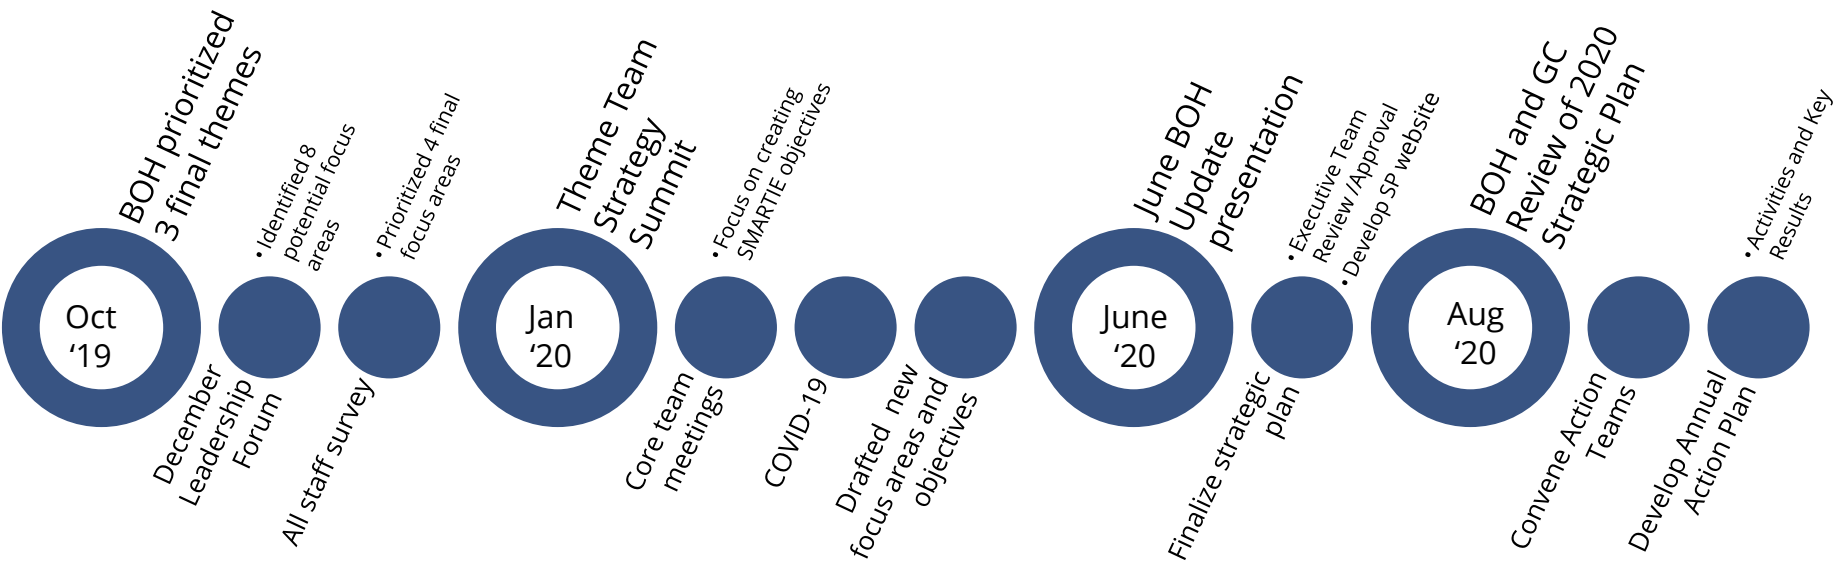 BOH prioritized
3 final themes
Oct
‘19
• Identified 8
potential focus
areas
December
Leadership
Forum
• Prioritized 4 final
focus areas
All staff survey
Theme Team
Strategy
Summit
Jan
‘20
• Focus on creating
SMARTIE objectives
Core team
meetings
COVID-19
Drafted new
focus areas and
objectives
June BOH
Update
presentation
June
‘20
• Executive Team
Review /Approval
• Develop SP website
Finalize strategic
plan
BOH and GC
Review of 2020
Strategic Plan
Aug
‘20
Convene Action
Teams
• Activities and Key
Results
Develop Annual
Action Plan